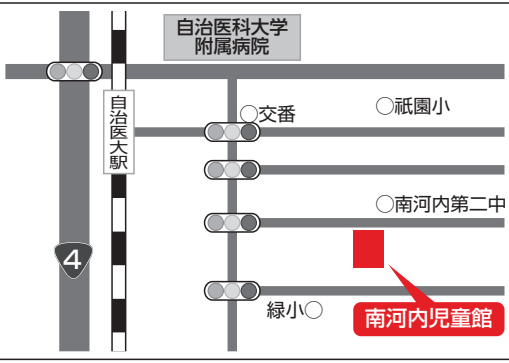 自治医科大学
附属病院
交番
祇園小
自治医大駅
南河内第二中
4
緑小
南河内児童館